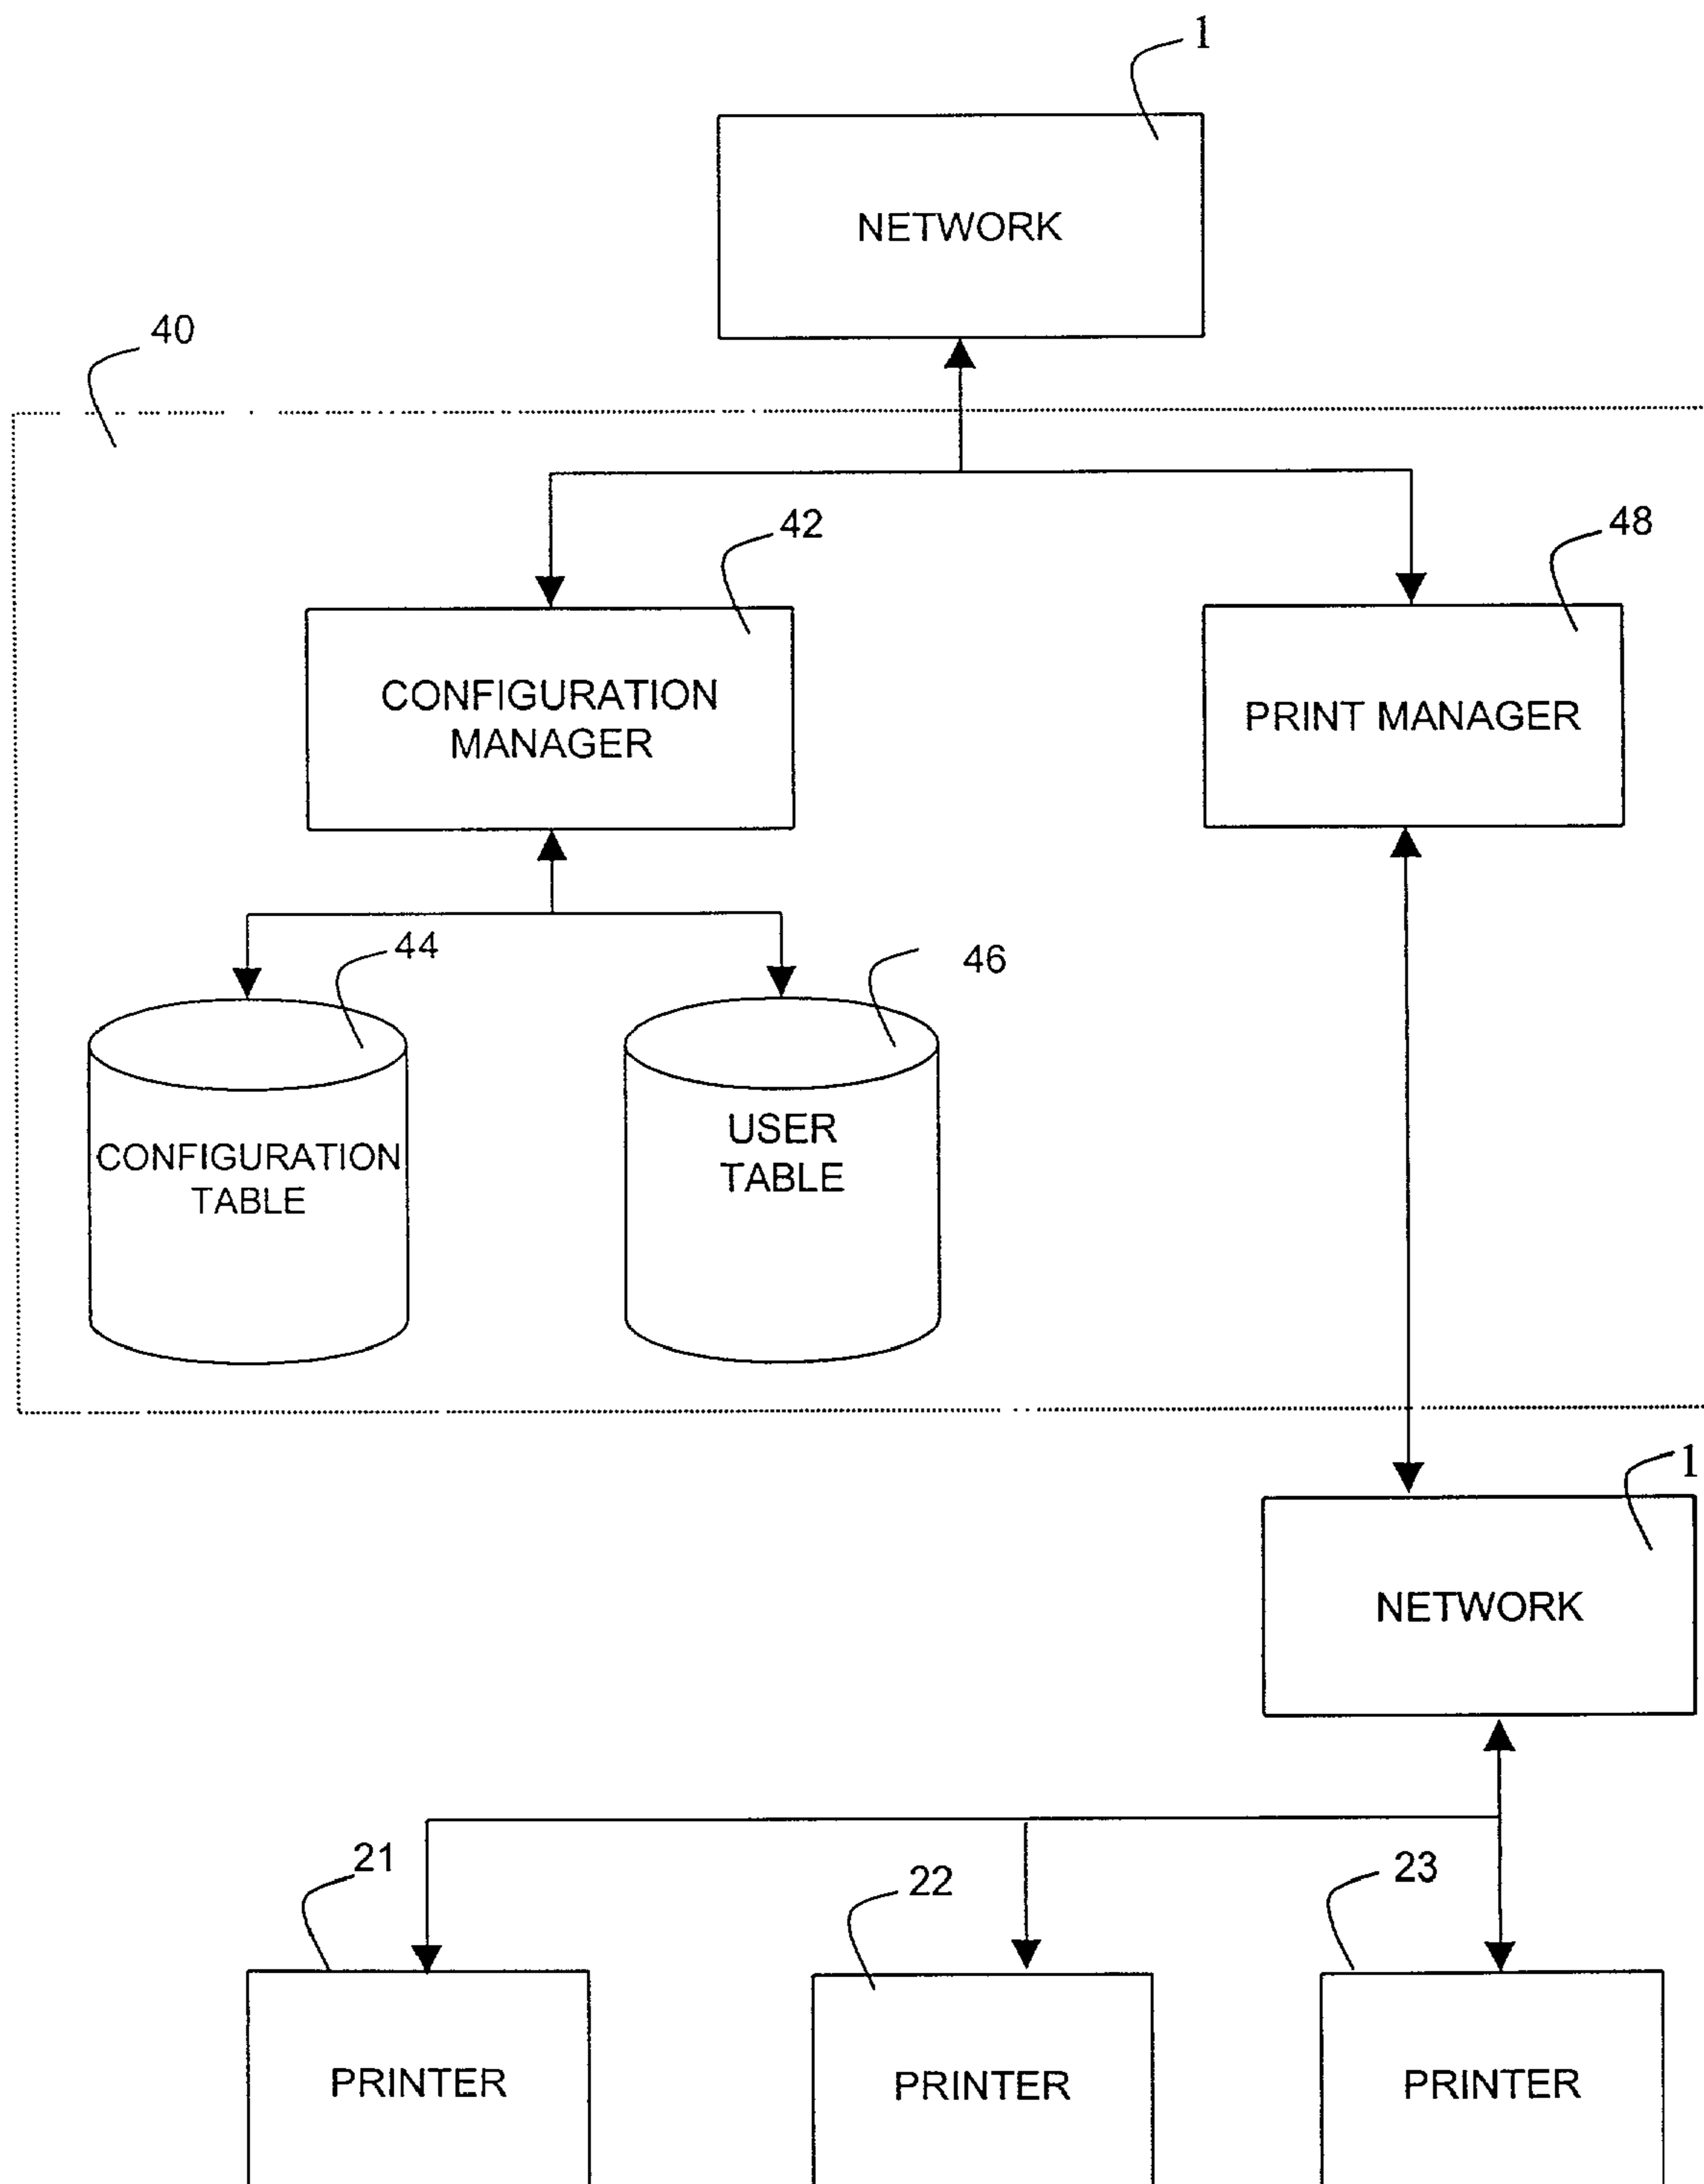 1
NETWORK
40
42
48
CONFIGURATION
MANAGER
PRINT MANAGER
44
46
CONFIGURATION
TABLE
USER
TABLE
1
NETWORK
21
22
23
PRINTER
PRINTER
PRINTER